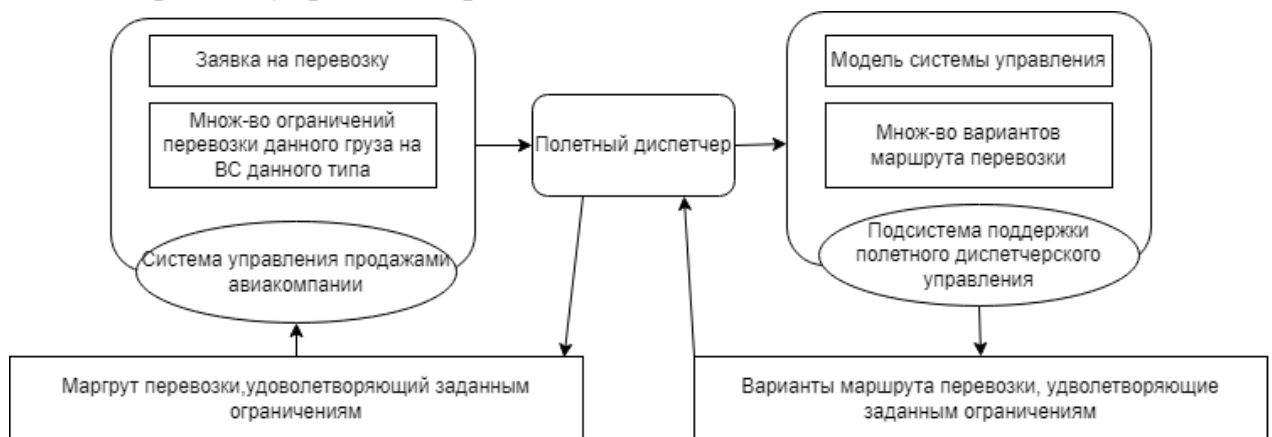 Заявка на перевозку
Множ-во ограничений
перевозки данного груза на
ВС данного типа
Система управления продажами
авиакомпании
Полетный диспетчер
Модель системы управления
Множ-во вариантов
маршрута перевозки
Подсистема поддержки
полетного диспетчерского
управления
Маргрут перевозки,удоволетворяющий заданным
ограничениям
Варианты маршрута перевозки, удволетворяющие
заданным ограничениям